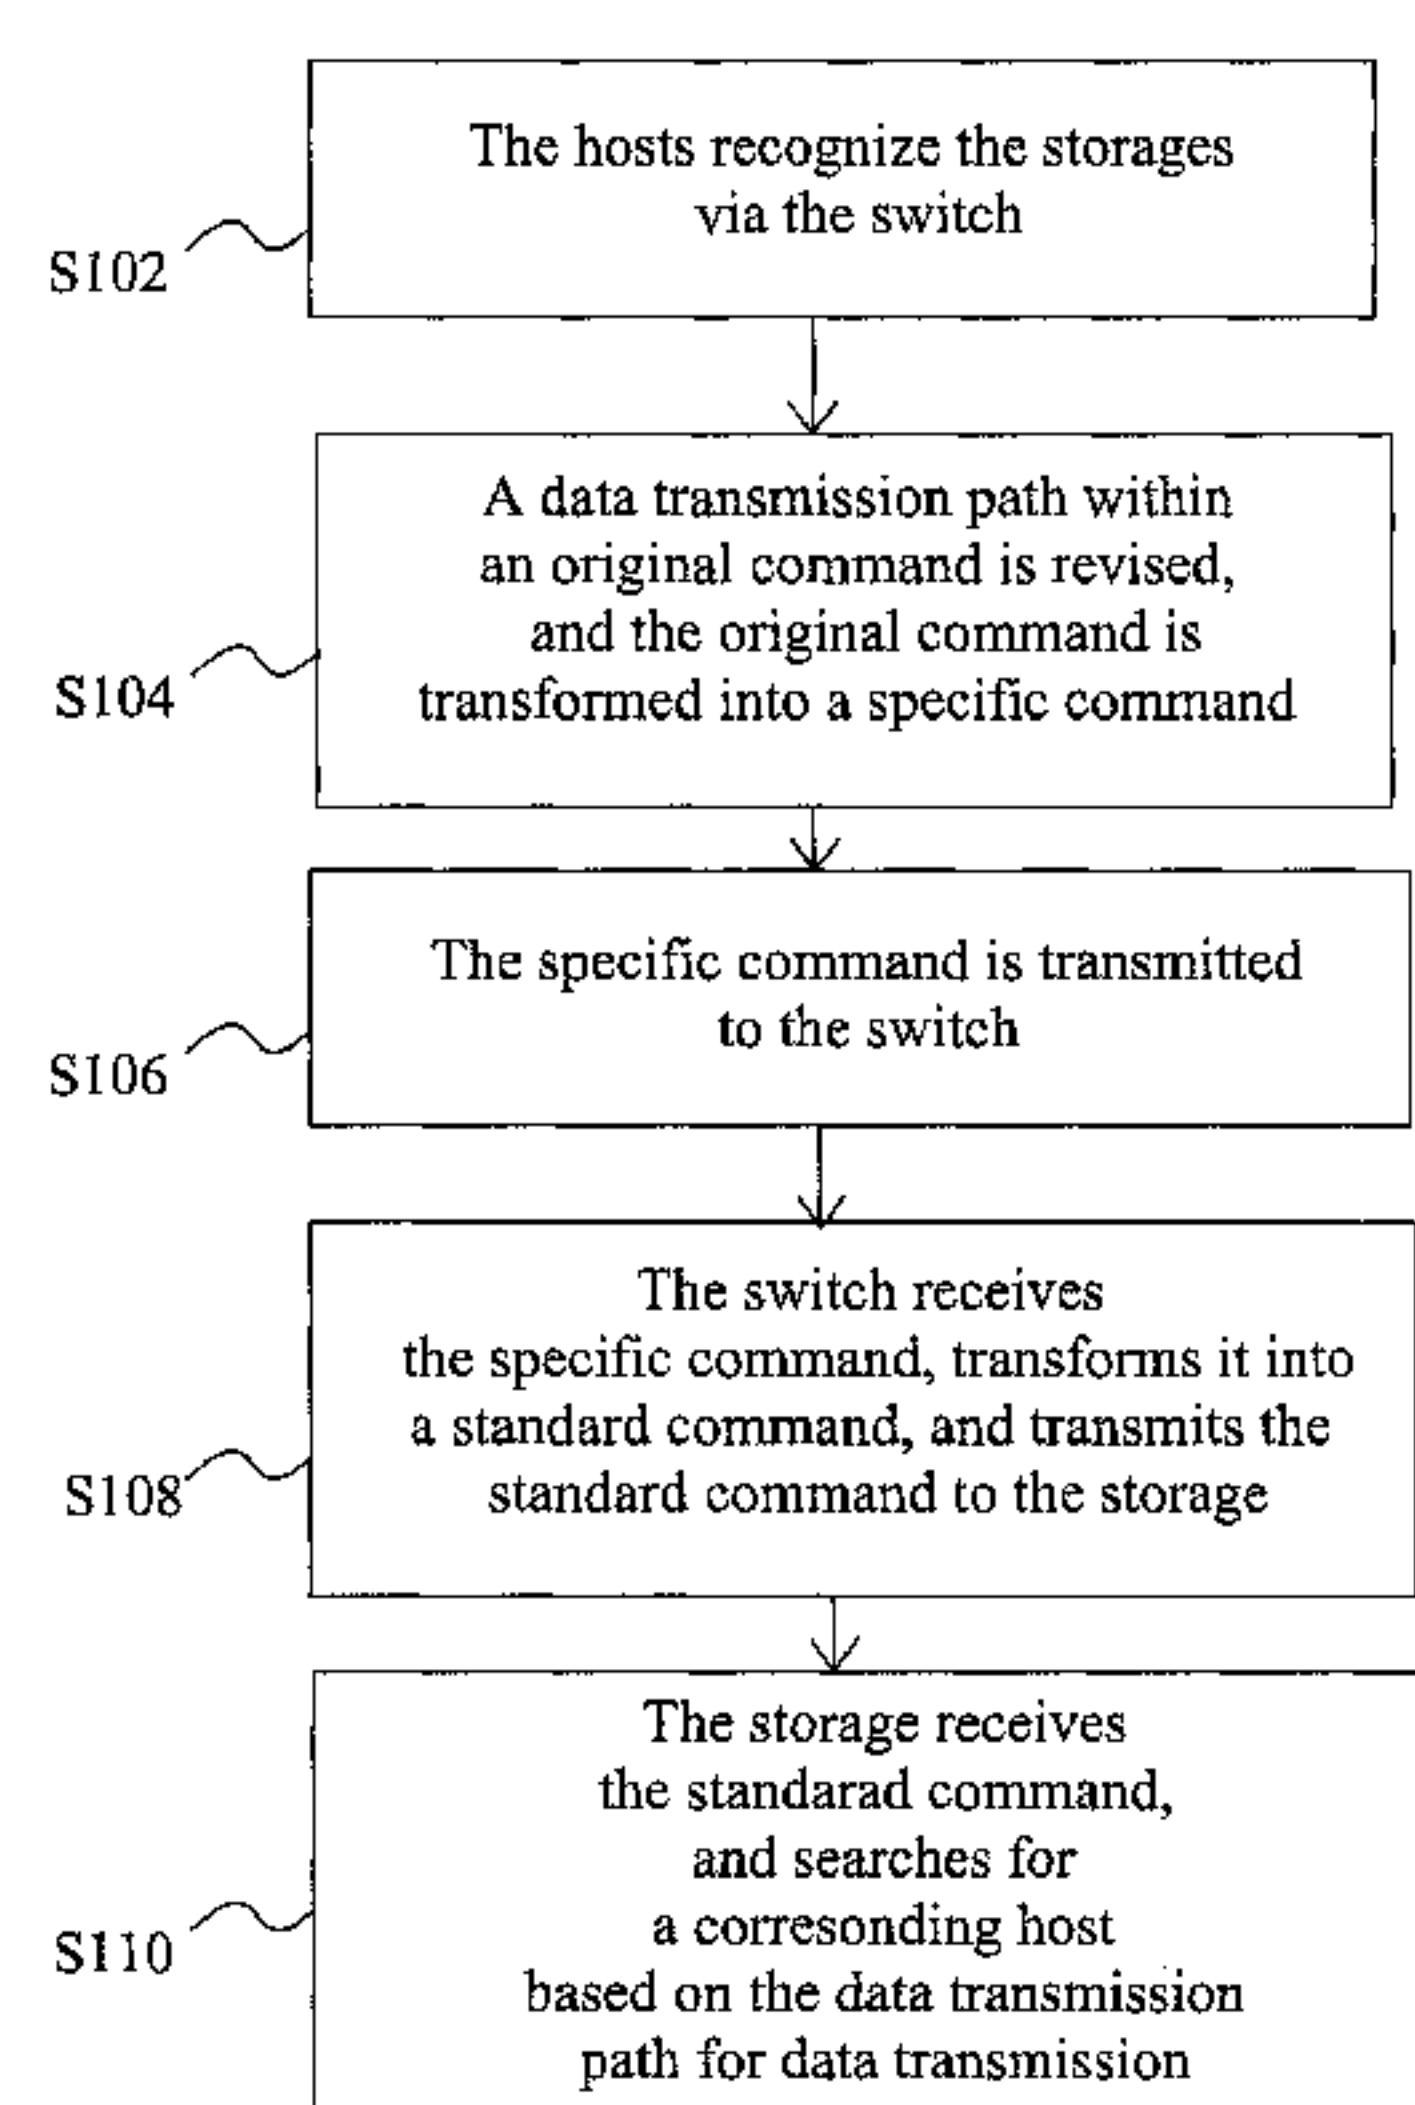 The hosts recognize the storages
via the switch
S102
A data transmission path within
an original command is revised,
and the original command is
transformed into a specific command
S104
The specific command is transmitted
to the switch
S106
The switch receives
the specific command, transforms it into
a standard command, and transmits the
standard command to the storage
S108
The storage receives
the standarad command,
and searches for
a corresonding host
based on the data transmission
path for data transmission
S110